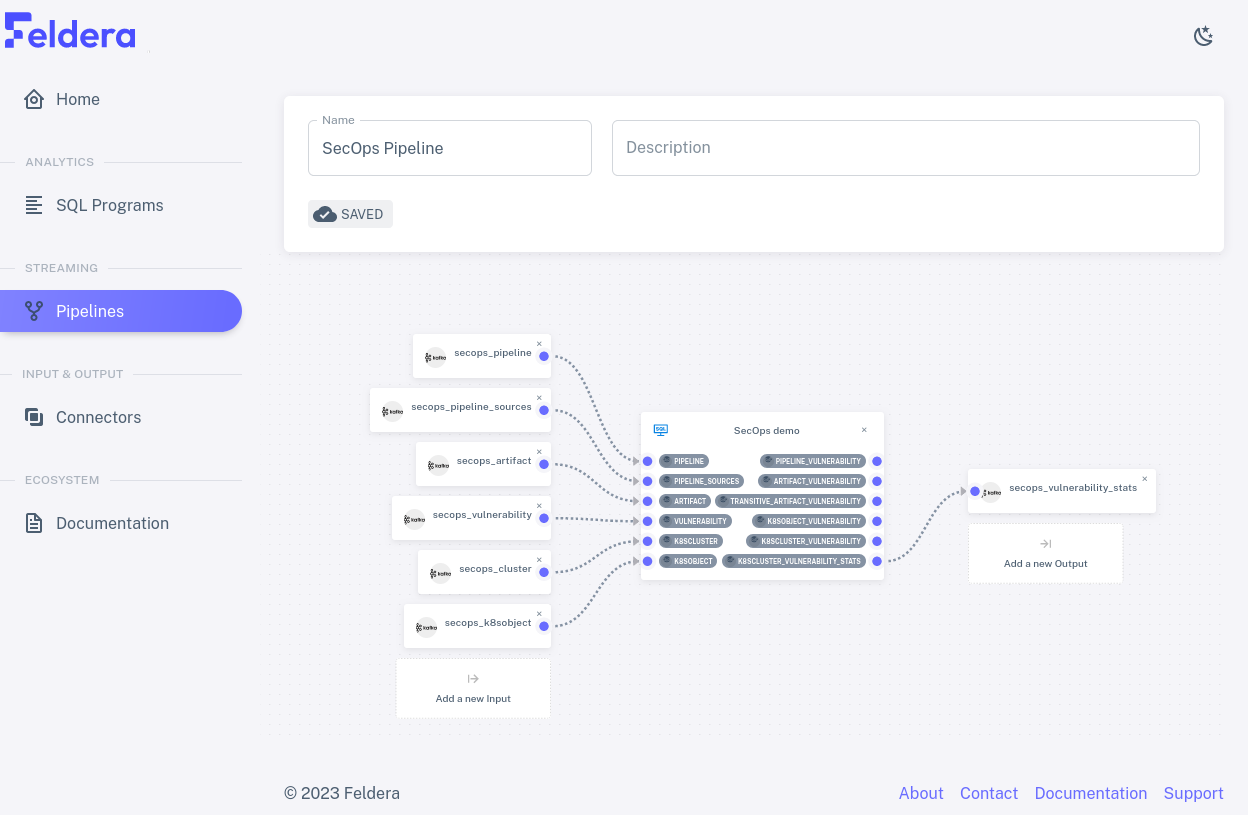 Feldera
Home
ANALYTICS
SQL Programs
STREAMING
Pipelines
INPUT & OUTPUT
Connectors
ECOSYSTEM
Documentation
Name
SecOps Pipeline
Description
SAVED
kafka secops_pipeline ×
kafka secops_pipeline_sources ×
kafka secops_artifact ×
kafka secops_vulnerability ×
kafka secops_cluster ×
kafka secops_k8sobject ×
Add a new Input
SQL SecOps demo ×
PIPELINE PIPELINE_VULNERABILITY
PIPELINE_SOURCES ARTIFACT_VULNERABILITY
ARTIFACT TRANSITIVE_ARTIFACT_VULNERABILITY
VULNERABILITY K8SOBJECT_VULNERABILITY
K8SCLUSTER K8SCLUSTER_VULNERABILITY
K8SOBJECT K8SCLUSTER_VULNERABILITY_STATS
kafka secops_vulnerability_stats ×
Add a new Output
© 2023 Feldera
About Contact Documentation Support